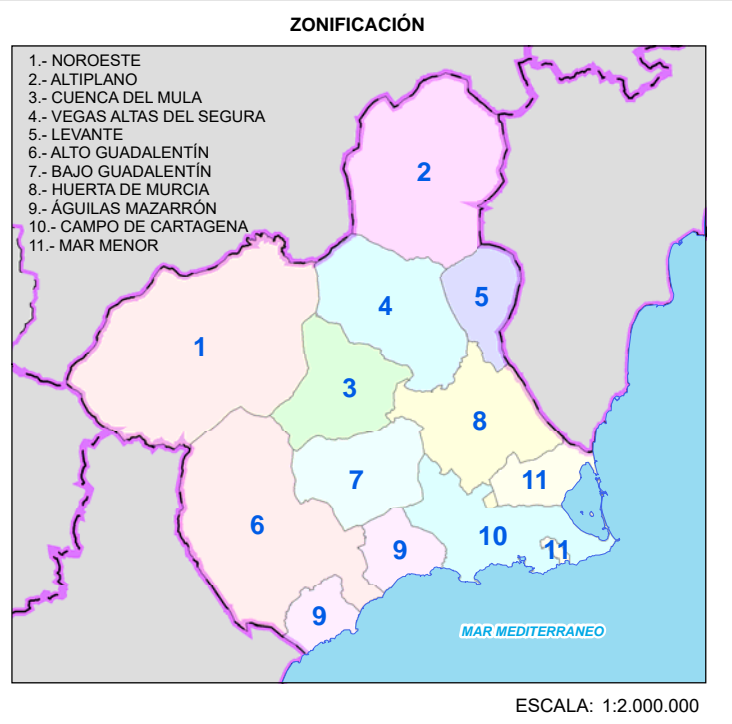 ZONIFICACIÓN
1.- NOROESTE
2.- ALTIPLANO
3.- CUENCA DEL MULA
4.- VEGAS ALTAS DEL SEGURA
5.- LEVANTE
6.- ALTO GUADALENTÍN
7.- BAJO GUADALENTÍN
8.- HUERTA DE MURCIA
9.- ÁGUILAS MAZARRÓN
10.- CAMPO DE CARTAGENA
11.- MAR MENOR
2
5
4
1
3
8
7
11
6
10
9
11
9
MAR MEDITERRANEO
ESCALA: 1:2.000.000